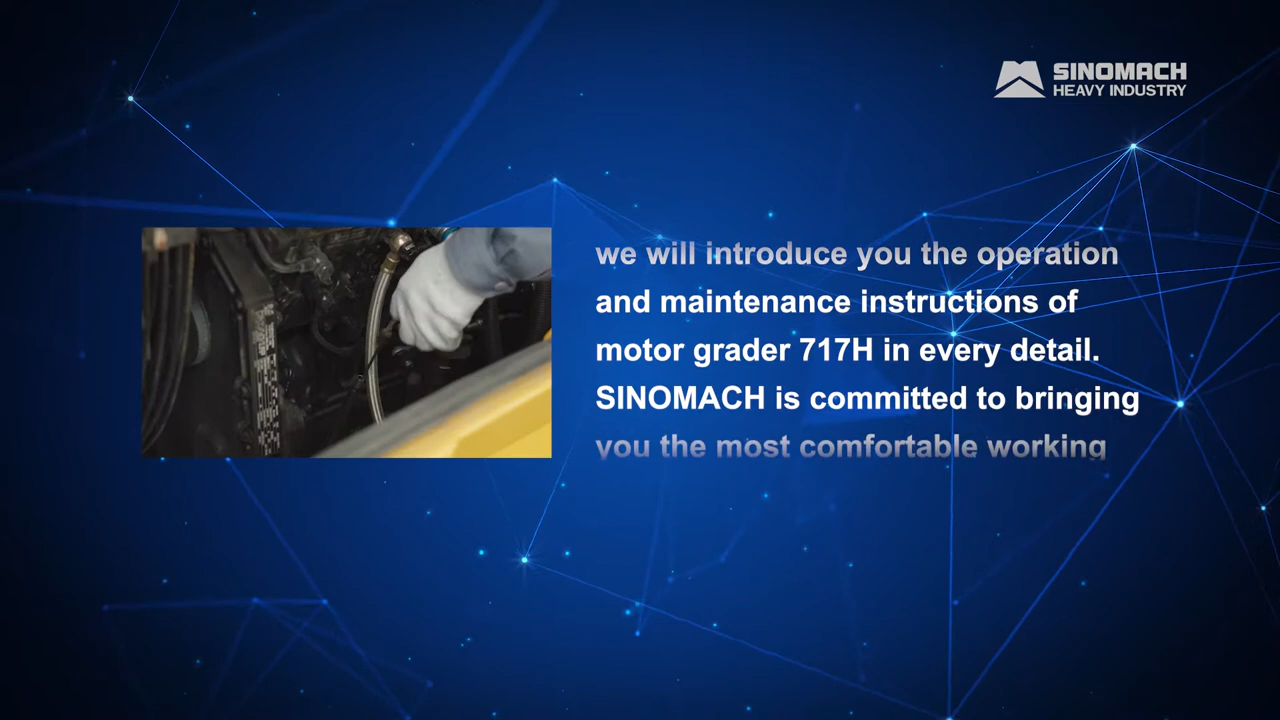 SINOMACH
HEAVY INDUSTRY
we will introduce you the operation
and maintenance instructions of
motor grader 717H in every detail.
SINOMACH is committed to bringing
you the most comfortable working